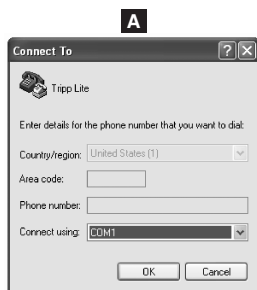 A
Connect To
Tripp Lite
Enter details for the phone number that you want to dial:
Country/region: United States (1)
Area code:
Phone number:
Connect using: COM1
OK Cancel